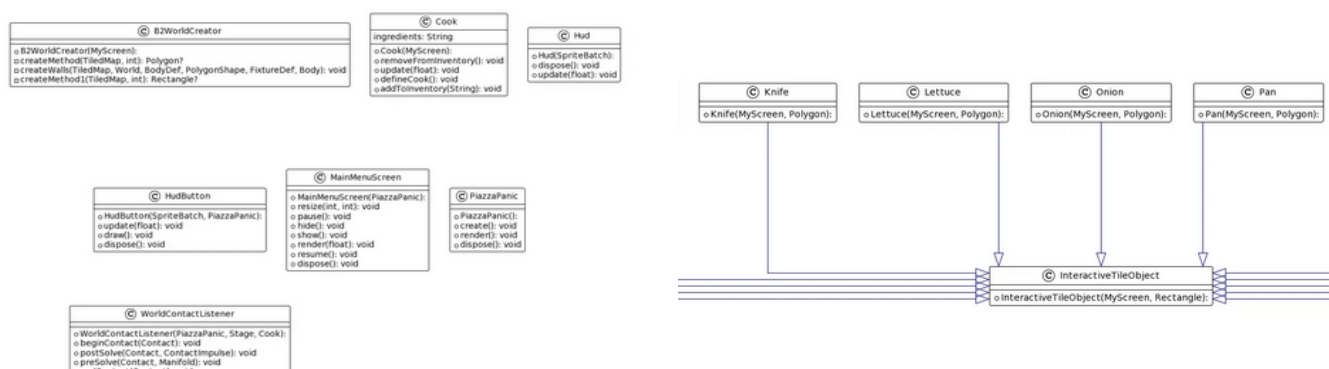 B2WorldCreator
B2WorldCreator(MyScreen):
createMethod(TiledMap, int): Polygon?
createWalls(TiledMap, World, BodyDef, PolygonShape, FixtureDef, Body): void
createMethod1(TiledMap, int): Rectangle?
Cook
ingredients: String
Cook(MyScreen):
removeFromInventory(): void
update(float): void
defineCook(): void
addToInventory(String): void
Hud
Hud(SpriteBatch):
dispose(): void
update(float): void
HudButton
HudButton(SpriteBatch, PiazzaPanic):
update(float): void
draw(): void
dispose(): void
MainMenuScreen
MainMenuScreen(PiazzaPanic):
resize(int, int): void
pause(): void
hide(): void
show(): void
render(float): void
resume(): void
dispose(): void
PiazzaPanic
PiazzaPanic():
create(): void
render(): void
dispose(): void
WorldContactListener
WorldContactListener(PiazzaPanic, Stage, Cook):
beginContact(Contact): void
postSolve(Contact, ContactImpulse): void
preSolve(Contact, Manifold): void
C Knife
Knife(MyScreen, Polygon):
C Lettuce
Lettuce(MyScreen, Polygon):
C Onion
Onion(MyScreen, Polygon):
C Pan
Pan(MyScreen, Polygon):
C InteractiveTileObject
InteractiveTileObject(MyScreen, Rectangle):